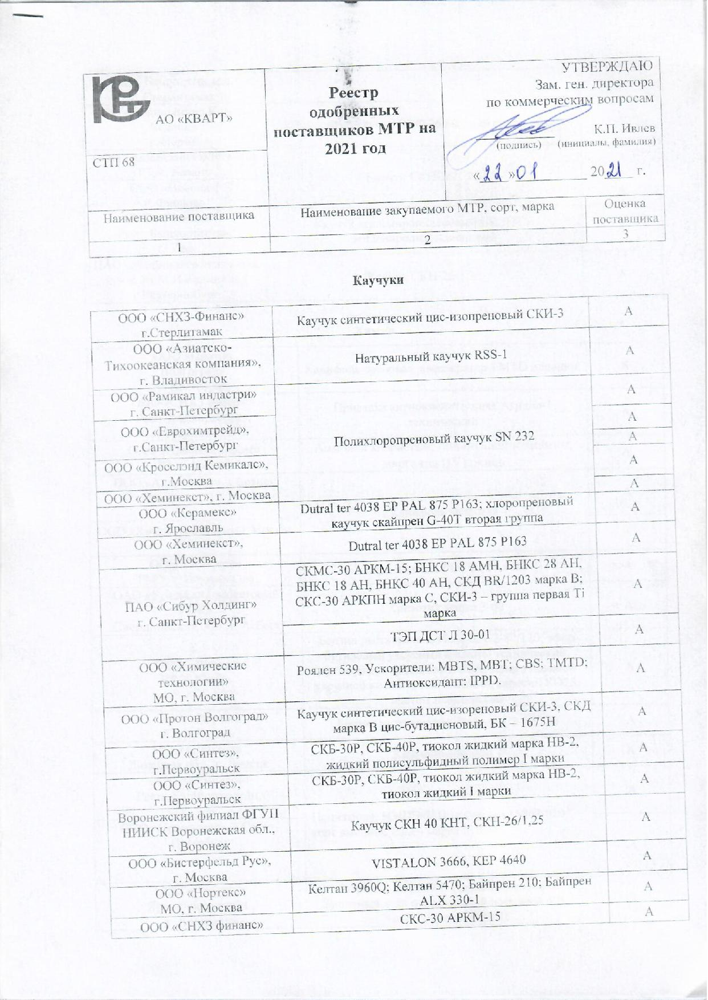 АО «КВАРТ»
СТП 68
Реестр
одобренных
поставщиков МТР на
2021 год
УТВЕРЖДАЮ
Зам. ген. директора
по коммерческим вопросам
К.П. Ивлев
(подпись) (инициалы, фамилия)
«22»01 2021 г.
Наименование поставщика
Наименование закупаемого МТР, сорт, марка
Оценка
поставщика
1
2
3
Каучуки
ООО «СНХЗ-Финанс»
г.Стерлитамак
Каучук синтетический цис-изопреновый СКИ-3
А
ООО «Азиатско-
Тихоокеанская компания»,
г. Владивосток
Натуральный каучук RSS-1
А
ООО «Рамикал индастри»
г. Санкт-Петербург
ООО «Еврохимтрейд»,
г.Санкт-Петербург
ООО «Кросслэнд Кемикалс»,
г.Москва
ООО «Хеминекст», г. Москва
Полихлоропреновый каучук SN 232
А
А
А
А
А
ООО «Керамекс»
г. Ярославль
Dutral ter 4038 EP PAL 875 P163; хлоропреновый
каучук скайпрен G-40T вторая группа
А
ООО «Хеминекст»,
г. Москва
Dutral ter 4038 EP PAL 875 P163
А
ПАО «Сибур Холдинг»
г. Санкт-Петербург
СКМС-30 АРКМ-15; БНКС 18 АМН, БНКС 28 АН,
БНКС 18 АН, БНКС 40 АН, СКД BR/1203 марка В;
СКС-30 АРКПН марка С, СКИ-3 – группа первая Ti
марка
А
ТЭП ДСТ Л 30-01
А
ООО «Химические
технологии»
МО, г. Москва
Роялен 539, Ускорители: MBTS, MBT; CBS; TMTD;
Антиоксидант: IPPD.
А
ООО «Протон Волгоград»
г. Волгоград
Каучук синтетический цис-изореновый СКИ-3, СКД
марка В цис-бутадиеновый, БК – 1675Н
А
ООО «Синтез»,
г.Первоуральск
СКБ-30Р, СКБ-40Р, тиокол жидкий марка НВ-2,
жидкий полисульфидный полимер I марки
А
ООО «Синтез»,
г.Первоуральск
СКБ-30Р, СКБ-40Р, тиокол жидкий марка НВ-2,
тиокол жидкий I марки
А
Воронежский филиал ФГУП
НИИСК Воронежская обл.,
г. Воронеж
Каучук СКН 40 КНТ, СКН-26/1,25
А
ООО «Бистерфельд Рус»,
г. Москва
VISTALON 3666, КЕР 4640
А
ООО «Нортекс»
МО, г. Москва
Келтан 3960Q; Келтан 5470; Байпрен 210; Байпрен
ALX 330-1
А
ООО «СНХЗ финанс»
СКС-30 АРКМ-15
А